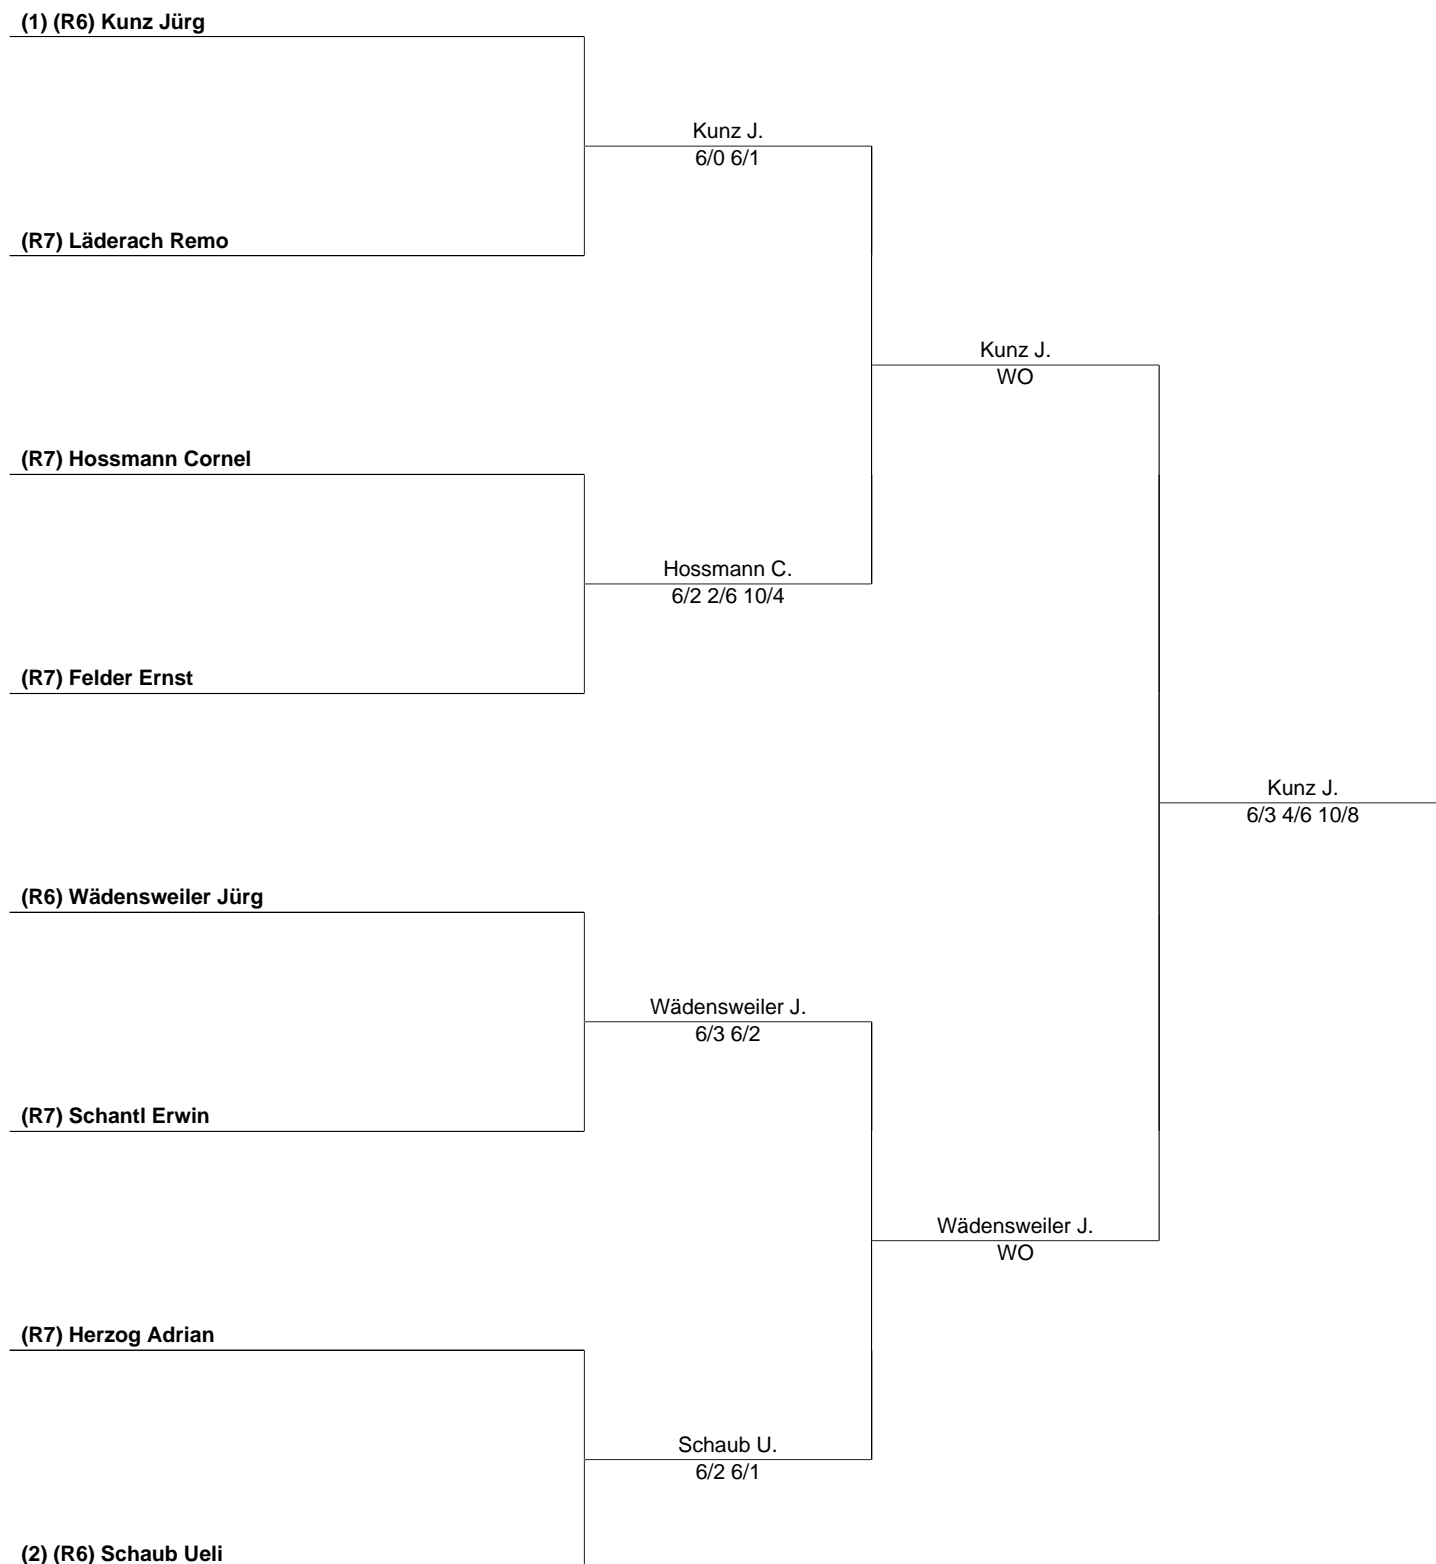 (1) (R6) Kunz Jürg
Kunz J.
6/0 6/1
(R7) Läderach Remo
Kunz J.
WO
(R7) Hossmann Cornel
Hossmann C.
6/2 2/6 10/4
(R7) Felder Ernst
Kunz J.
6/3 4/6 10/8
(R6) Wädensweiler Jürg
Wädensweiler J.
6/3 6/2
(R7) Schantl Erwin
Wädensweiler J.
WO
(R7) Herzog Adrian
Schaub U.
6/2 6/1
(2) (R6) Schaub Ueli